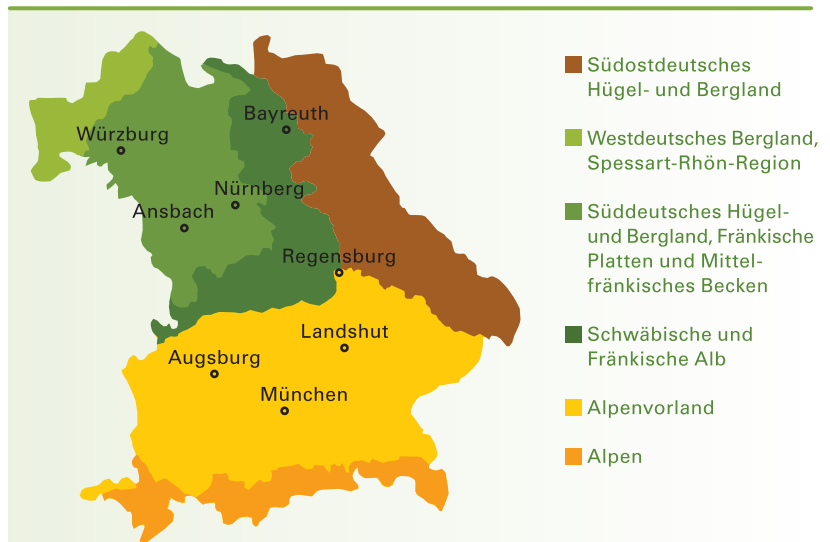 Bayreuth
Würzburg
Nürnberg
Ansbach
Regensburg
Landshut
Augsburg
München
Südostdeutsches
Hügel- und Bergland
Westdeutsches Bergland,
Spessart-Rhön-Region
Süddeutsches Hügel-
und Bergland, Fränkische
Platten und Mittel-
fränkisches Becken
Schwäbische und
Fränkische Alb
Alpenvorland
Alpen